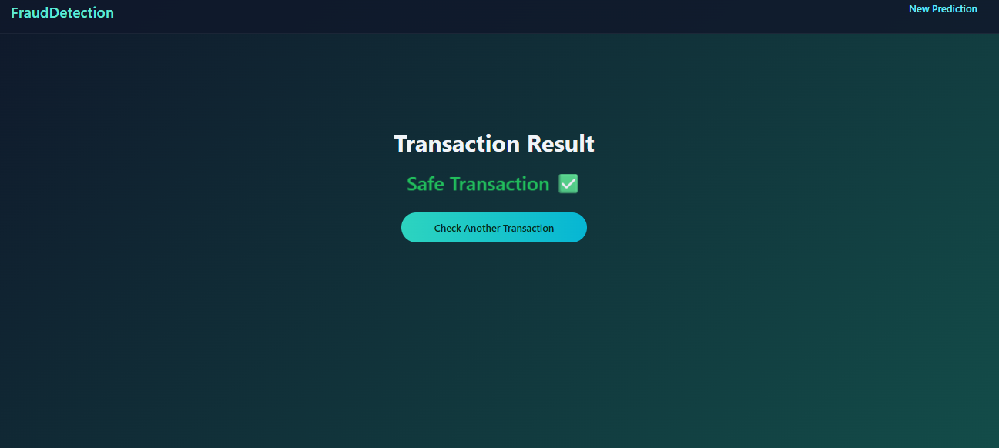 FraudDetection
New Prediction
Transaction Result
Safe Transaction ✅
Check Another Transaction